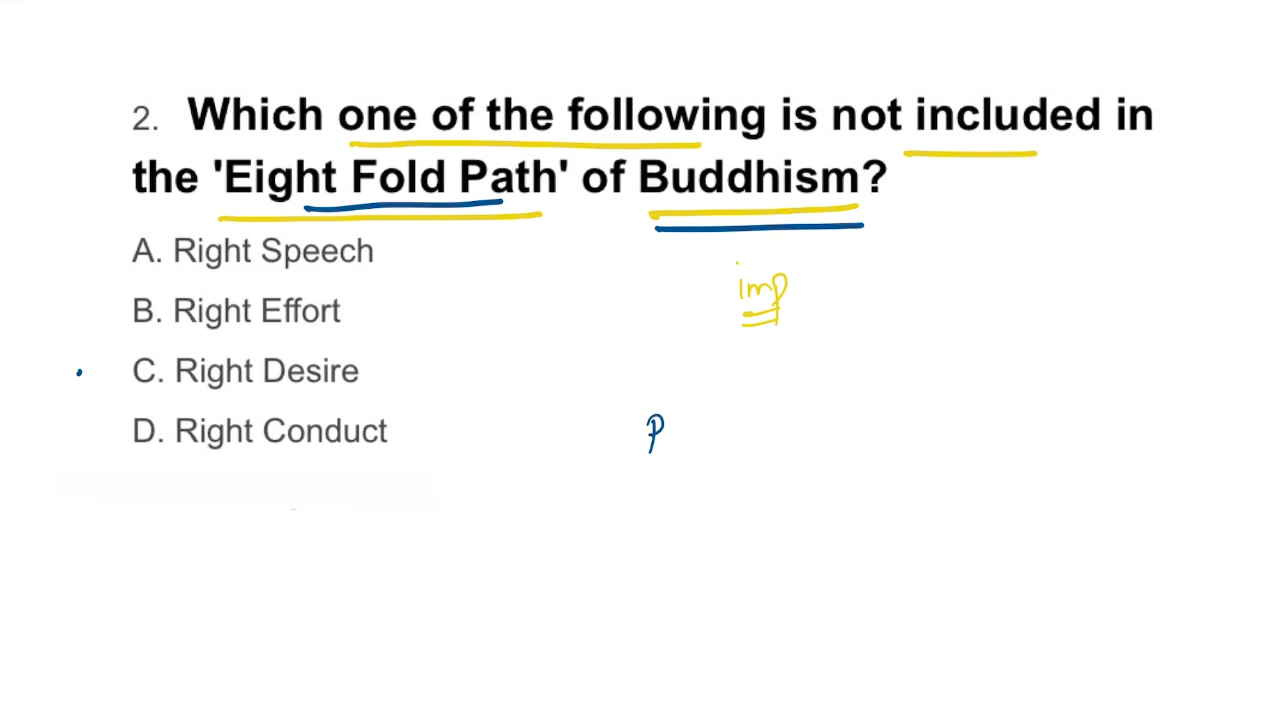 2. Which one of the following is not included in
the 'Eight Fold Path' of Buddhism?
A. Right Speech
imp
B. Right Effort
C. Right Desire
D. Right Conduct
P